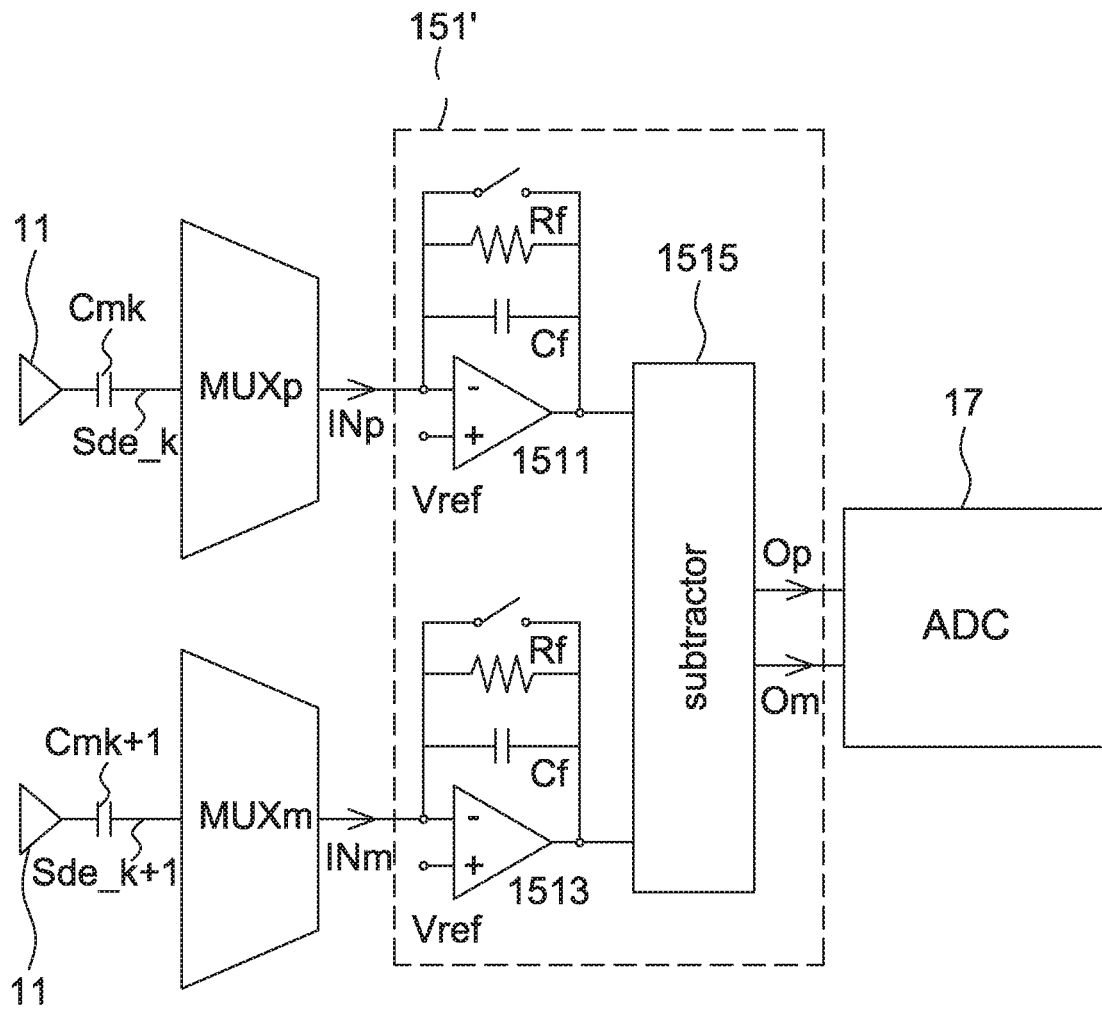 151'
11
Cmk
Sde_k
MUXp
INp
Rf
Cf
-
+
1511
Vref
1515
subtractor
17
Op
Om
ADC
Cmk+1
Sde_k+1
11
MUXm
INm
Rf
Cf
-
+
1513
Vref